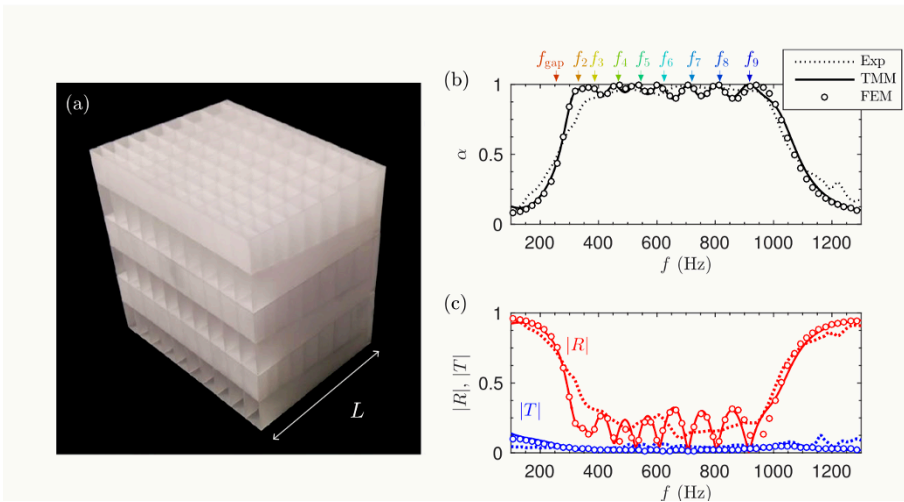 (a)
L
f_gap f_2 f_3 f_4 f_5 f_6 f_7 f_8 f_9
(b)
Exp
TMM
FEM
1
0.5
0
α
200 400 600 800 1000 1200
f (Hz)
(c)
1
0.5
0
|R|, |T|
|R|
|T|
200 400 600 800 1000 1200
f (Hz)